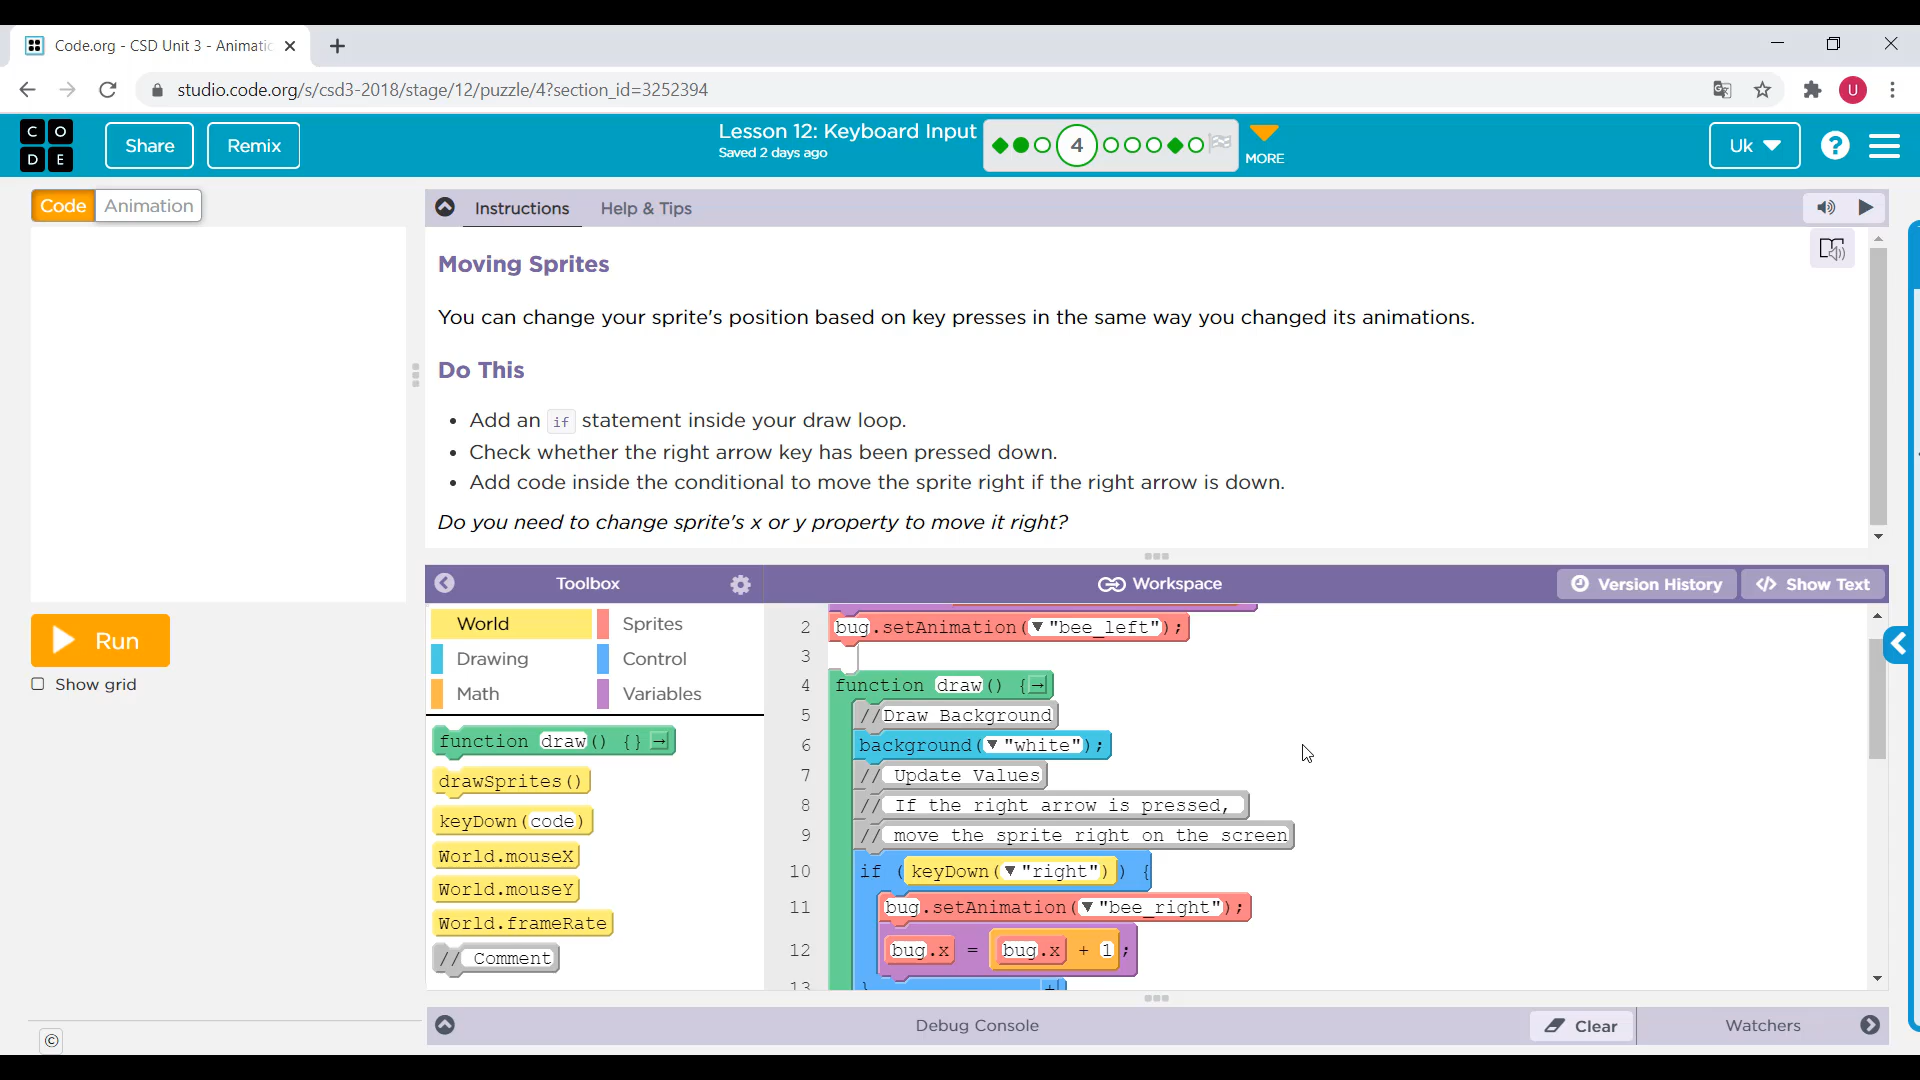 Code.org - CSD Unit 3 - Animatic
studio.code.org/s/csd3-2018/stage/12/puzzle/4?section_id=3252394
U
C O
D E
Share
Remix
Lesson 12: Keyboard Input
Saved 2 days ago
4
MORE
Uk
?
Code
Animation
Instructions
Help & Tips
Moving Sprites
You can change your sprite's position based on key presses in the same way you changed its animations.
Do This
• Add an if statement inside your draw loop.
• Check whether the right arrow key has been pressed down.
• Add code inside the conditional to move the sprite right if the right arrow is down.
Do you need to change sprite's x or y property to move it right?
Run
Show grid
Toolbox
World
Sprites
Drawing
Control
Math
Variables
function draw() {}
drawSprites()
keyDown(code)
World.mouseX
World.mouseY
World.frameRate
// Comment
Workspace
Version History
Show Text
2 bug.setAnimation("bee_left");
3
4 function draw() {
5 //Draw Background
6 background("white");
7 // Update Values
8 // If the right arrow is pressed,
9 // move the sprite right on the screen
10 if (keyDown("right")) {
11 bug.setAnimation("bee_right");
12 bug.x = bug.x + 1;
13 }
Debug Console
Clear
Watchers
©